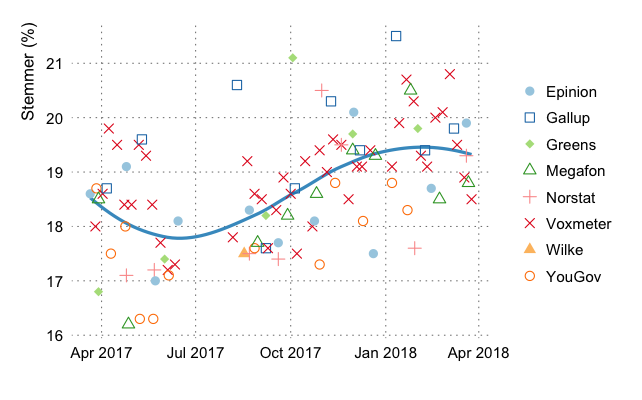 Stemmer (%)
21
20
19
18
17
16
Apr 2017 Jul 2017 Oct 2017 Jan 2018 Apr 2018
Epinion
Gallup
Greens
Megafon
Norstat
Voxmeter
Wilke
YouGov